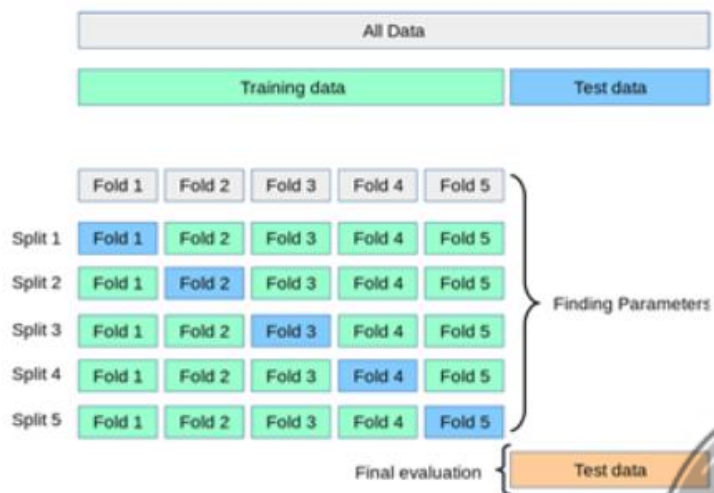 All Data
Training data Test data
Fold 1 Fold 2 Fold 3 Fold 4 Fold 5
Split 1 Fold 1 Fold 2 Fold 3 Fold 4 Fold 5
Split 2 Fold 1 Fold 2 Fold 3 Fold 4 Fold 5
Finding Parameters
Split 3 Fold 1 Fold 2 Fold 3 Fold 4 Fold 5
Split 4 Fold 1 Fold 2 Fold 3 Fold 4 Fold 5
Split 5 Fold 1 Fold 2 Fold 3 Fold 4 Fold 5
Final evaluation Test data